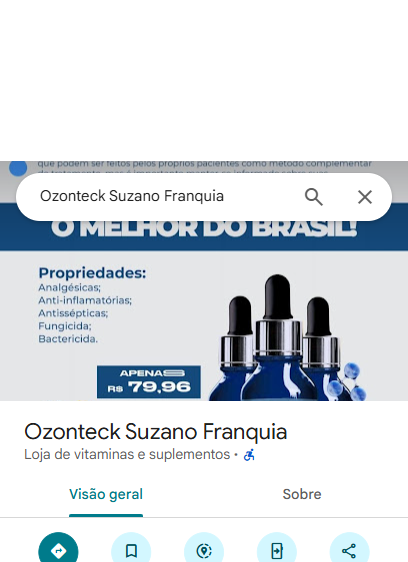 que podem ser feitos pelos próprios pacientes como método complementar
Ozonteck Suzano Franquia
O MELHOR DO BRASIL!
Propriedades:
Analgésicas;
Anti-inflamatórias;
Antissépticas;
Fungicida;
Bactericida.
APENAS
R$ 79,96
Ozonteck Suzano Franquia
Loja de vitaminas e suplementos •
Visão geral
Sobre